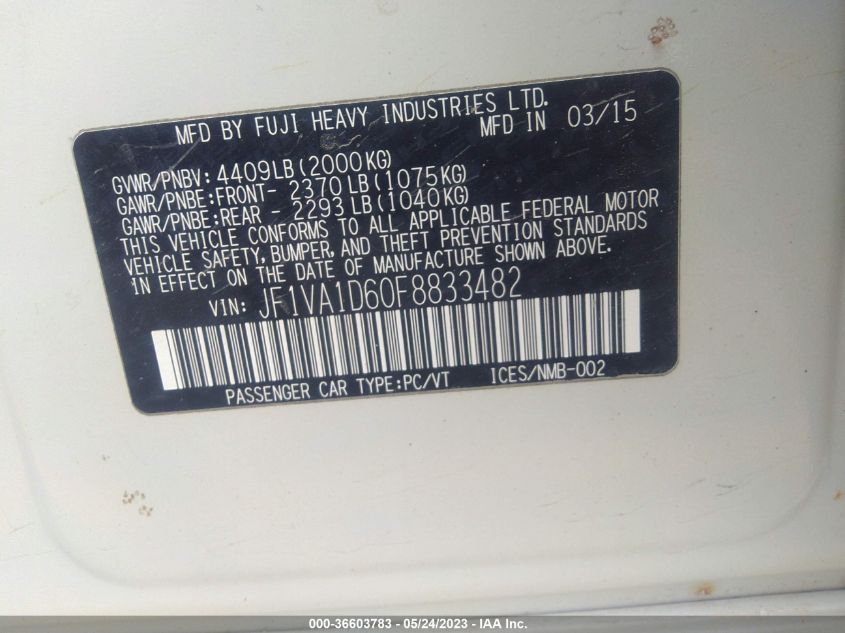 MFD BY FUJI HEAVY INDUSTRIES LTD.
MFD IN 03/15
GVWR/PNBV: 4409LB (2000KG)
GAWR/PNBE:FRONT- 2370 LB (1075KG)
GAWR/PNBE:REAR - 2293 LB (1040KG)
THIS VEHICLE CONFORMS TO ALL APPLICABLE FEDERAL MOTOR
VEHICLE SAFETY, BUMPER, AND THEFT PREVENTION STANDARDS
IN EFFECT ON THE DATE OF MANUFACTURE SHOWN ABOVE.
VIN: JF1VA1D60F8833482
PASSENGER CAR TYPE:PC/VT ICES/NMB-002
000-36603783 - 05/24/2023 - IAA Inc.